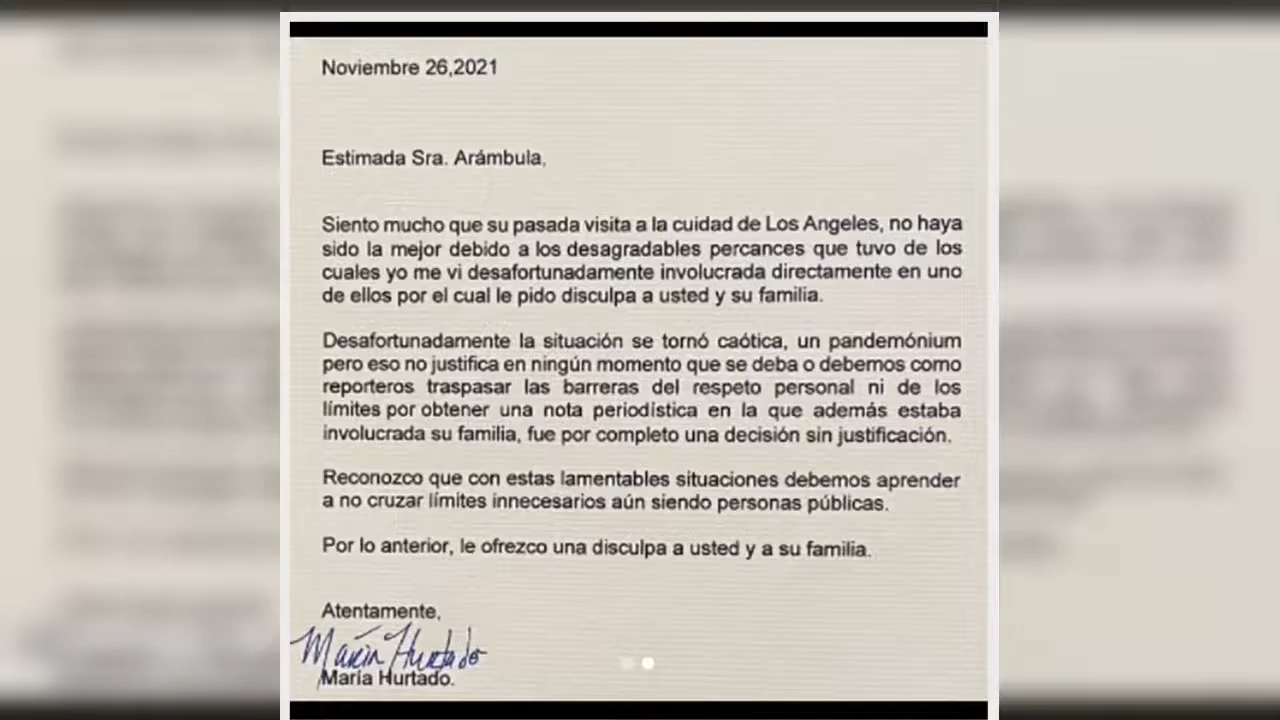 Noviembre 26,2021
Estimada Sra. Arámbula,
Siento mucho que su pasada visita a la cuidad de Los Angeles, no haya
sido la mejor debido a los desagradables percances que tuvo de los
cuales yo me vi desafortunadamente involucrada directamente en uno
de ellos por el cual le pido disculpa a usted y su familia.
Desafortunadamente la situación se tornó caótica, un pandemónium
pero eso no justifica en ningún momento que se deba o debemos como
reporteros traspasar las barreras del respeto personal ni de los
límites por obtener una nota periodística en la que además estaba
involucrada su familia, fue por completo una decisión sin justificación.
Reconozco que con estas lamentables situaciones debemos aprender
a no cruzar límites innecesarios aún siendo personas públicas.
Por lo anterior, le ofrezco una disculpa a usted y a su familia.
Atentamente,
María Hurtado
María Hurtado.